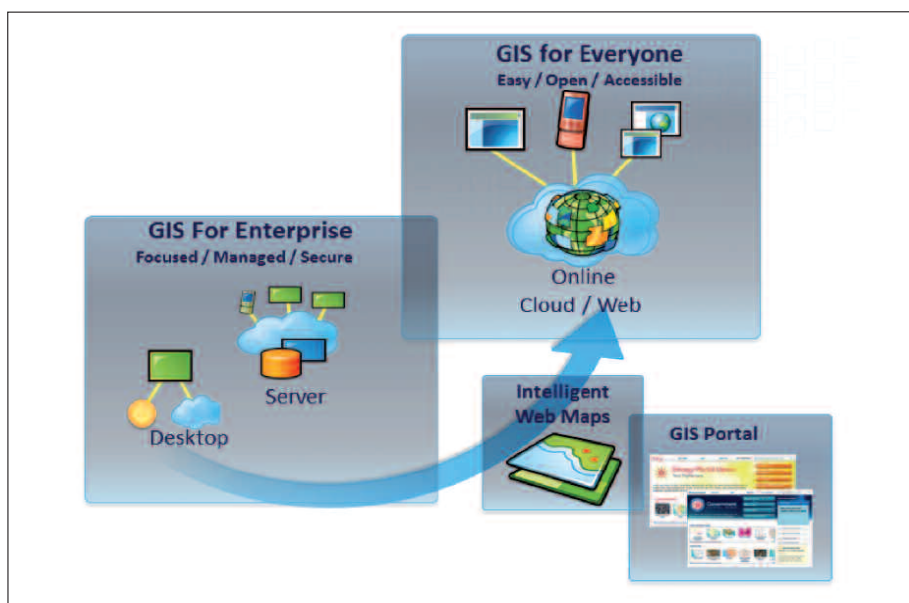 GIS for Everyone
Easy / Open / Accessible
Online
Cloud / Web
GIS For Enterprise
Focused / Managed / Secure
Server
Desktop
Intelligent
Web Maps
GIS Portal